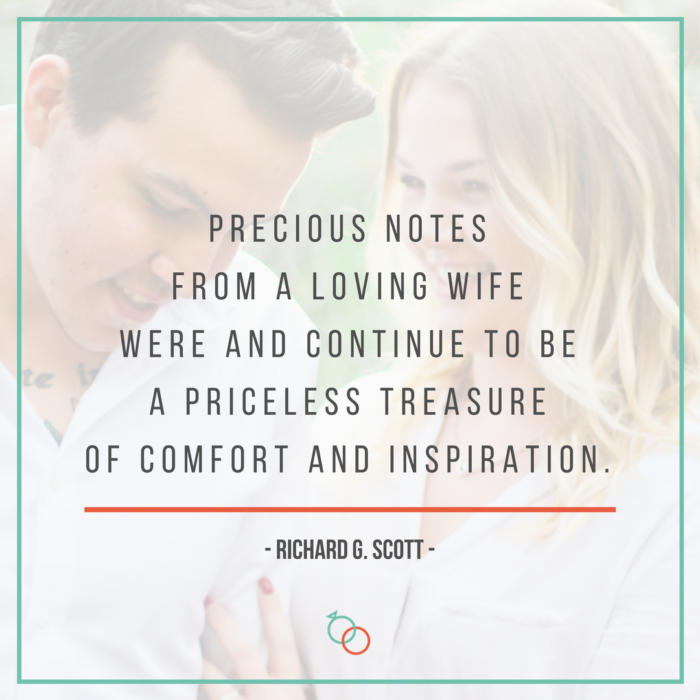 PRECIOUS NOTES
FROM A LOVING WIFE
WERE AND CONTINUE TO BE
A PRICELESS TREASURE
OF COMFORT AND INSPIRATION.
- RICHARD G. SCOTT -